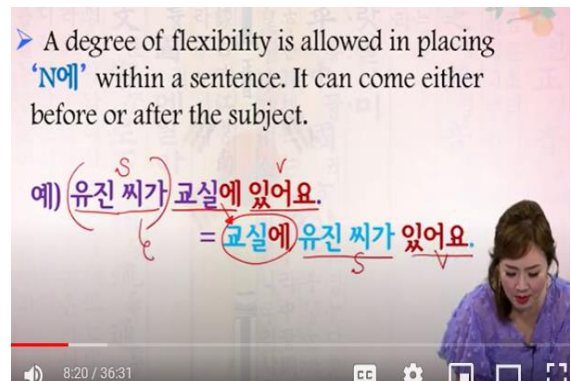 ➢ A degree of flexibility is allowed in placing
‘N에’ within a sentence. It can come either
before or after the subject.
S V
예) 유진 씨가 교실에 있어요.
= 교실에 유진 씨가 있어요.
S V
8:20 / 36:31
CC